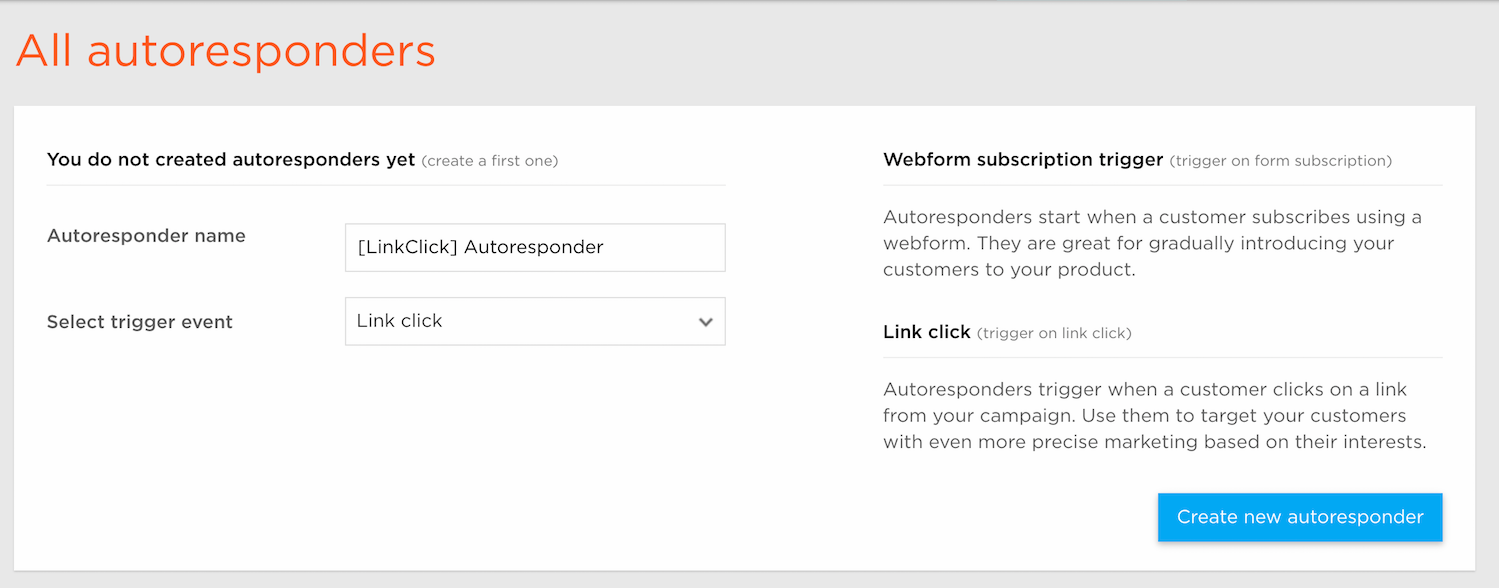 All autoresponders
You do not created autoresponders yet (create a first one)
Autoresponder name
[LinkClick] Autoresponder
Select trigger event
Link click
Webform subscription trigger (trigger on form subscription)
Autoresponders start when a customer subscribes using a
webform. They are great for gradually introducing your
customers to your product.
Link click (trigger on link click)
Autoresponders trigger when a customer clicks on a link
from your campaign. Use them to target your customers
with even more precise marketing based on their interests.
Create new autoresponder